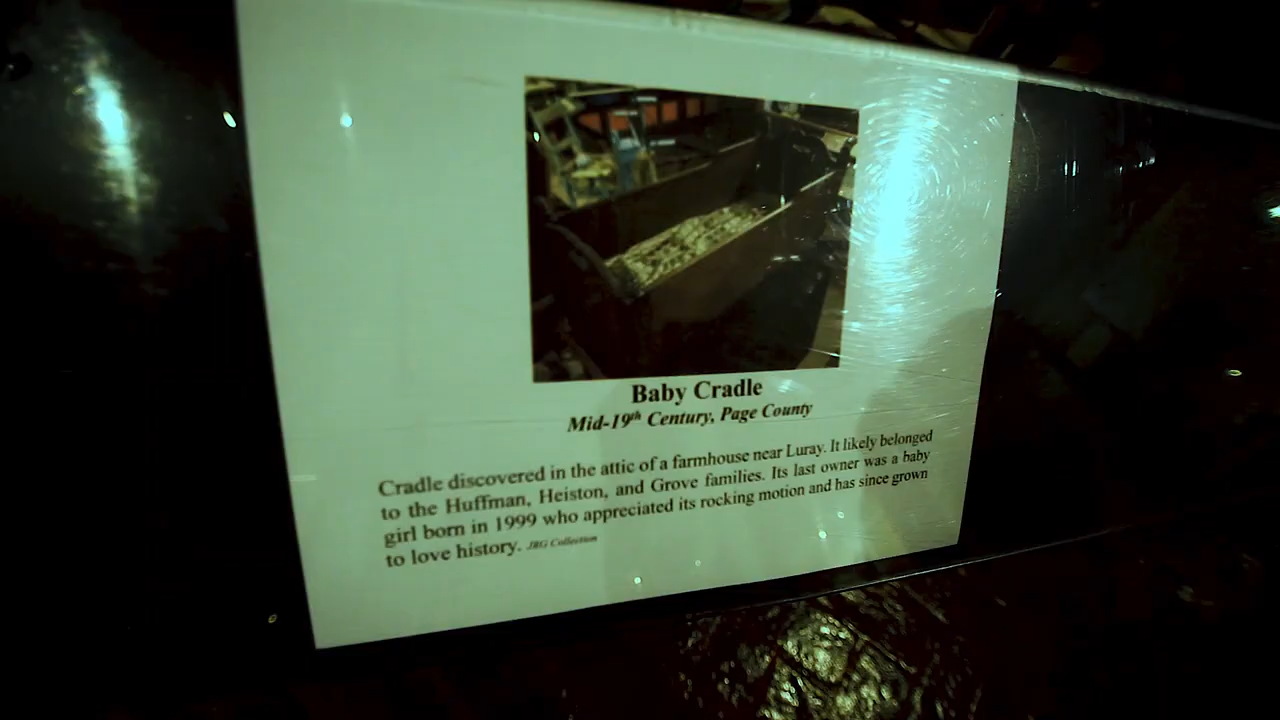 Baby Cradle
Mid-19th Century, Page County
Cradle discovered in the attic of a farmhouse near Luray. It likely belonged
to the Huffman, Heiston, and Grove families. Its last owner was a baby
girl born in 1999 who appreciated its rocking motion and has since grown
to love history. JRG Collection